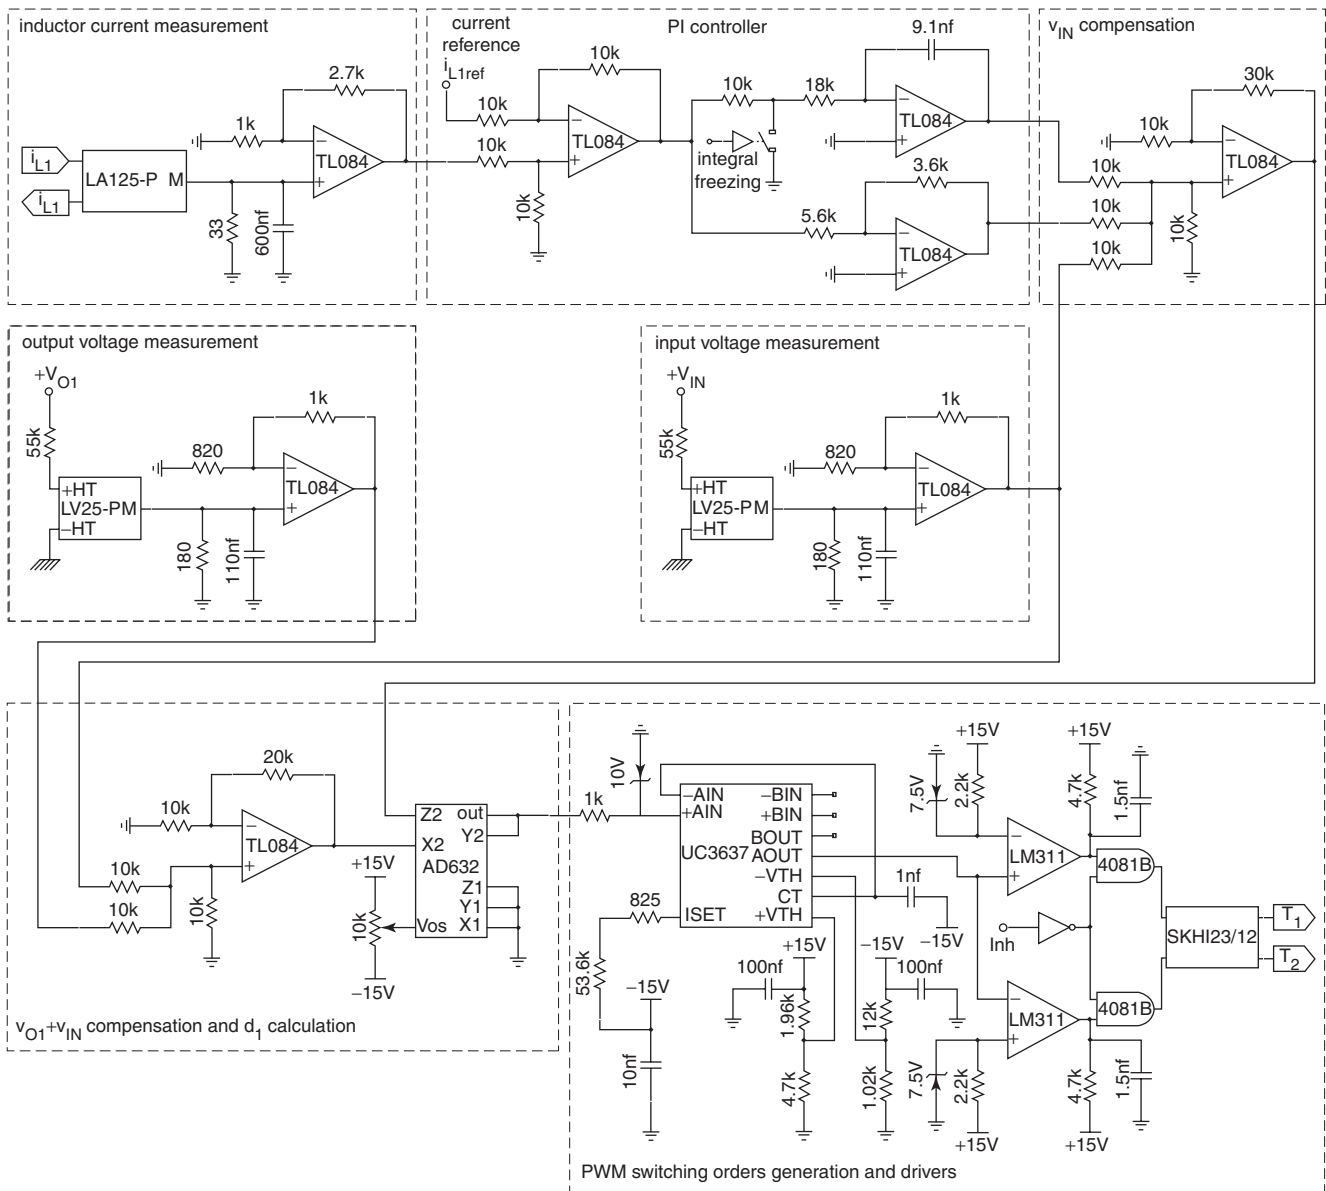 inductor current measurement
2.7k
1k
TL084
iL1
LA125-P M
iL1
33
600nf
current
reference
iL1ref
PI controller
10k
10k
10k
TL084
10k
10k
18k
9.1nf
TL084
integral
freezing
5.6k
3.6k
TL084
vIN compensation
30k
10k
TL084
10k
10k
10k
10k
output voltage measurement
+VO1
55k
1k
820
TL084
+HT
LV25-PM
−HT
180
110nf
input voltage measurement
+VIN
55k
1k
820
TL084
+HT
LV25-PM
−HT
180
110nf
20k
10k
TL084
10k
10k
10k
+15V
10k
−15V
Z2 out
Y2
X2
AD632
Z1
Y1
Vos X1
vO1+vIN compensation and d1 calculation
10V
1k
−AIN −BIN
+AIN +BIN
BOUT
UC3637 AOUT
−VTH
CT
ISET +VTH
825
53.6k
−15V
10nf
1nf
−15V
+15V
100nf
1.96k
4.7k
−15V
100nf
12k
1.02k
7.5V
+15V
2.2k
+15V
4.7k
1.5nf
LM311
4081B
Inh
SKHI23/12
T1
T2
LM311
4081B
7.5V
2.2k
+15V
4.7k
+15V
1.5nf
PWM switching orders generation and drivers